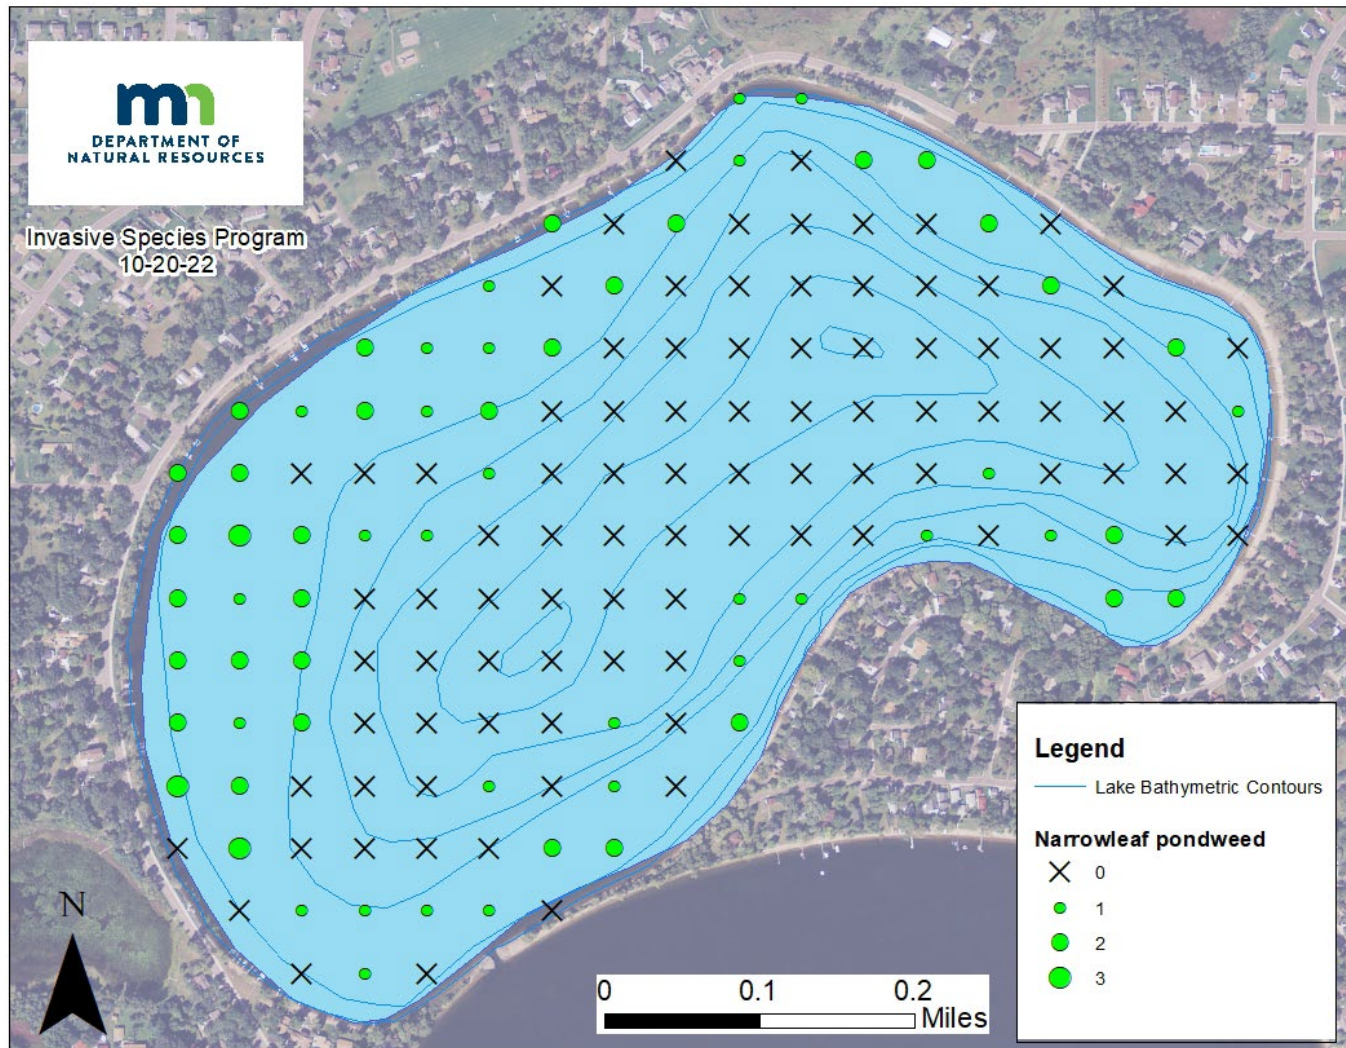 mn
DEPARTMENT OF
NATURAL RESOURCES
Invasive Species Program
10-20-22
Legend
Lake Bathymetric Contours
Narrowleaf pondweed
0
1
2
3
N
0 0.1 0.2
Miles